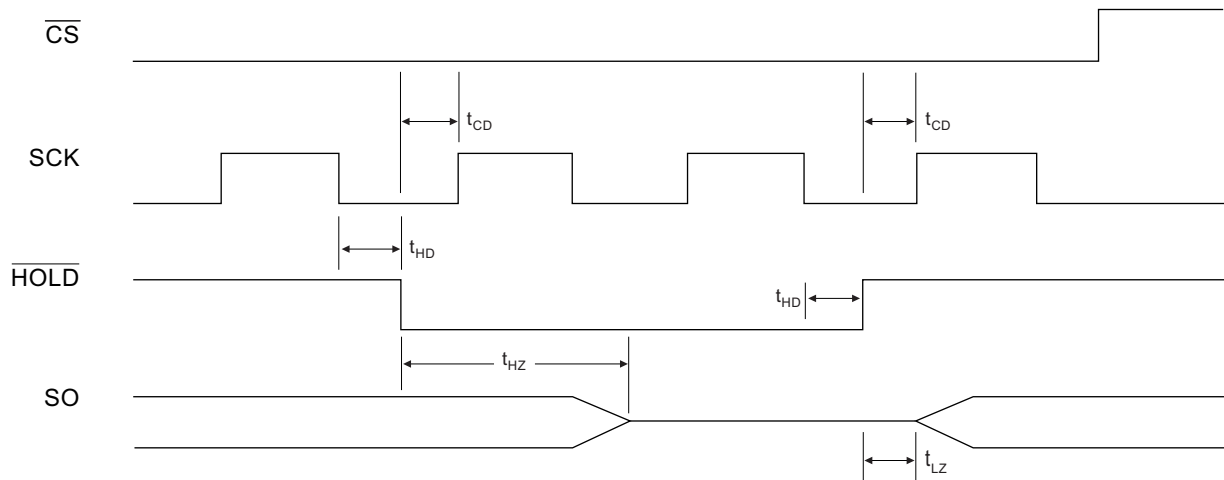 CS
t_CD t_CD
SCK
t_HD
HOLD
t_HD
t_HZ
SO
t_LZ